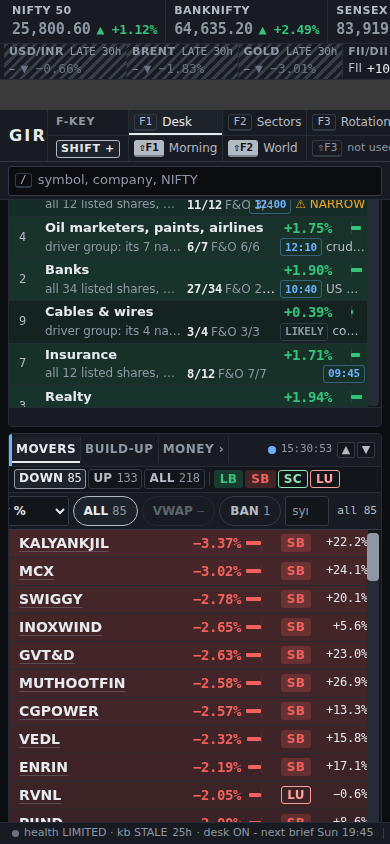 NIFTY 50 BANKNIFTY SENSEX
25,800.60 ▲ +1.12% 64,635.20 ▲ +2.49% 83,919
USD/INR LATE 30h BRENT LATE 30h GOLD LATE 30h FII/DII
— ▼ −0.66% — ▼ −1.83% — ▼ −3.01% FII +10
GIR F-KEY F1 Desk F2 Sectors F3 Rotation
SHIFT + ⇧F1 Morning ⇧F2 World ⇧F3 not used
/ symbol, company, NIFTY
all 12 listed shares, … 11/12 F&O 12:00 ⚠ NARROW
4 Oil marketers, paints, airlines +1.75%
driver group: its 7 na… 6/7 F&O 6/6 12:10 crud…
2 Banks +1.90%
all 34 listed shares, … 27/34 F&O 2… 10:40 US …
9 Cables & wires +0.39%
driver group: its 4 na… 3/4 F&O 3/3 LIKELY co…
7 Insurance +1.71%
all 12 listed shares, … 8/12 F&O 7/7 09:45
3 Realty +1.94%
MOVERS BUILD-UP MONEY › 15:30:53 ▲ ▼
DOWN 85 UP 133 ALL 218 LB SB SC LU
% ALL 85 VWAP — BAN 1 syı all 85
KALYANKJIL −3.37% SB +22.2%
MCX −3.02% SB +24.1%
SWIGGY −2.78% SB +20.1%
INOXWIND −2.65% SB +5.6%
GVT&D −2.63% SB +23.0%
MUTHOOTFIN −2.58% SB +26.9%
CGPOWER −2.57% SB +13.3%
VEDL −2.32% SB +15.8%
ENRIN −2.19% SB +17.1%
RVNL −2.05% LU −0.6%
SB +8.6%
health LIMITED · kb STALE 25h · desk ON - next brief Sun 19:45